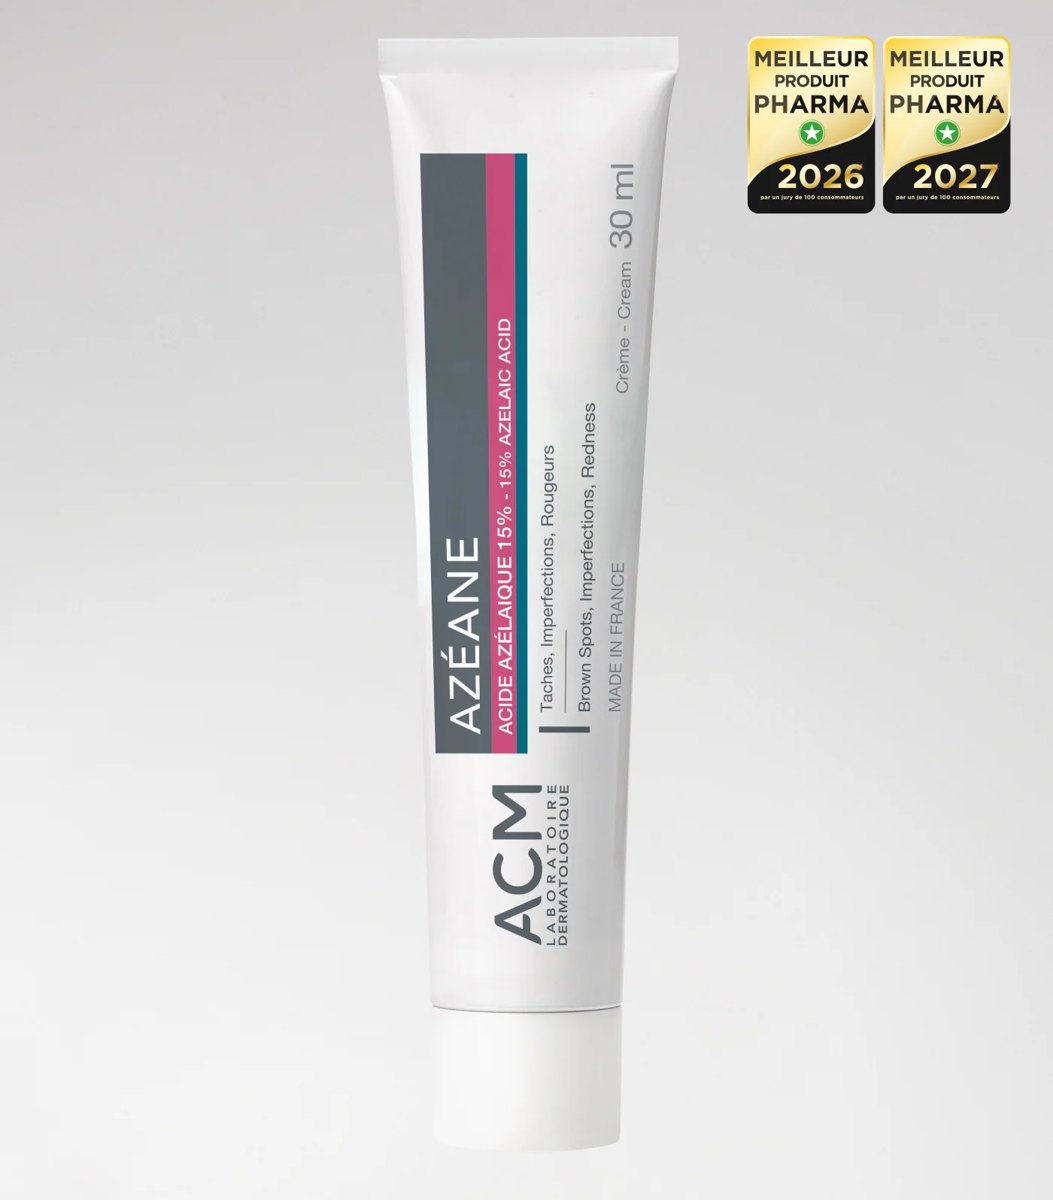 AZÉANE
ACIDE AZÉLAIQUE 15% - 15% AZELAIC ACID
Taches, Imperfections, Rougeurs
Brown Spots, Imperfections, Redness
MADE IN FRANCE
Crème - Cream 30 ml
ACM
LABORATOIRE
DERMATOLOGIQUE
MEILLEUR
PRODUIT
PHARMA
2026
par un jury de 100 consommateurs
MEILLEUR
PRODUIT
PHARMA
2027
par un jury de 100 consommateurs